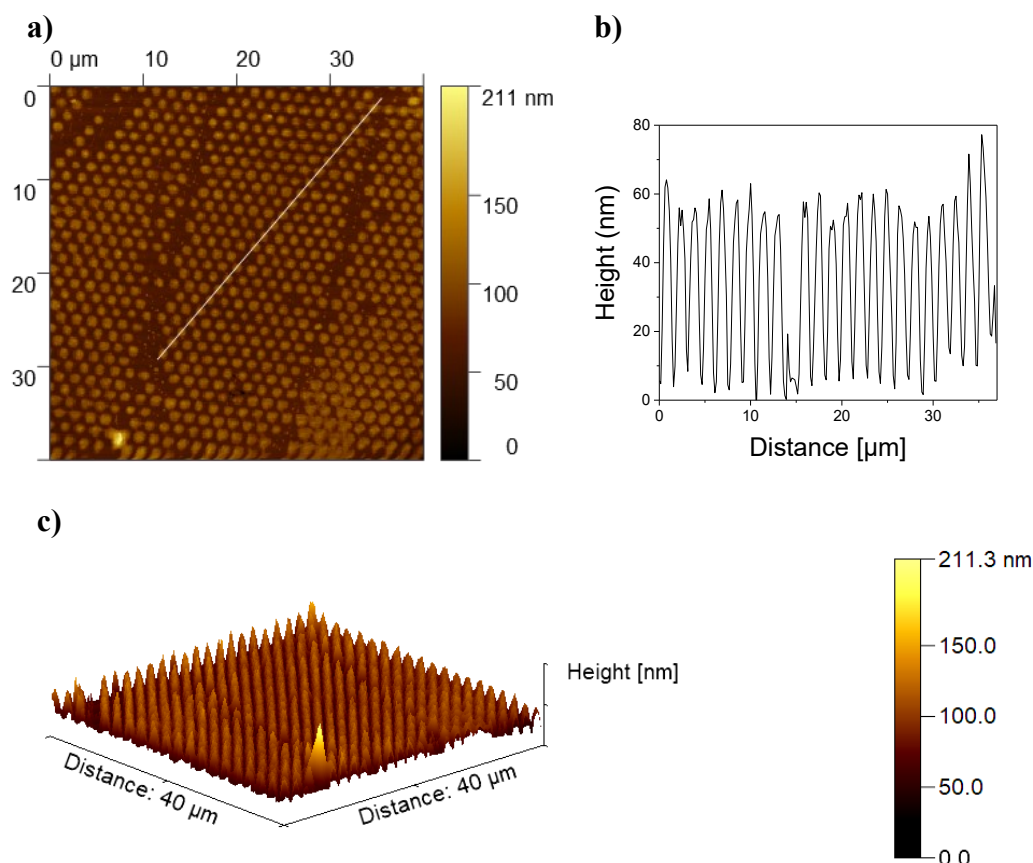 a)
0 µm 10 20 30
0
10
20
30
211 nm
150
100
50
0
b)
80
60
40
20
0
Height (nm)
0 10 20 30
Distance [µm]
c)
Height [nm]
Distance: 40 µm
Distance: 40 µm
211.3 nm
150.0
100.0
50.0
0.0